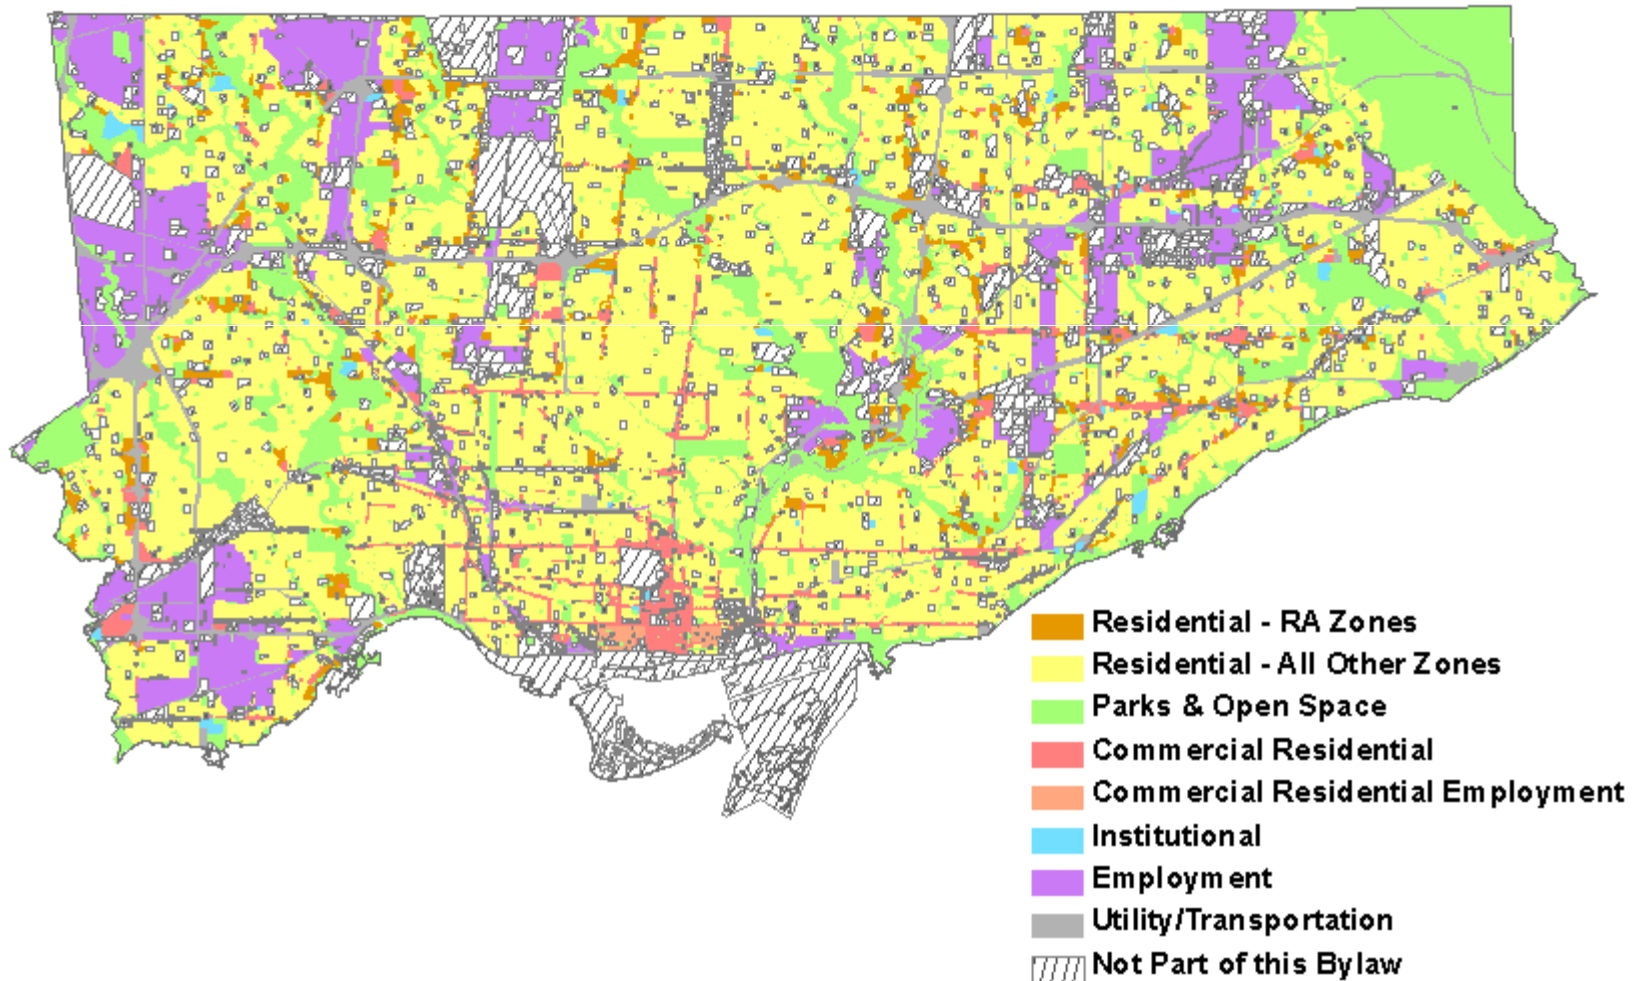 Residential - RA Zones
Residential - All Other Zones
Parks & Open Space
Commercial Residential
Commercial Residential Employment
Institutional
Employment
Utility/Transportation
Not Part of this Bylaw